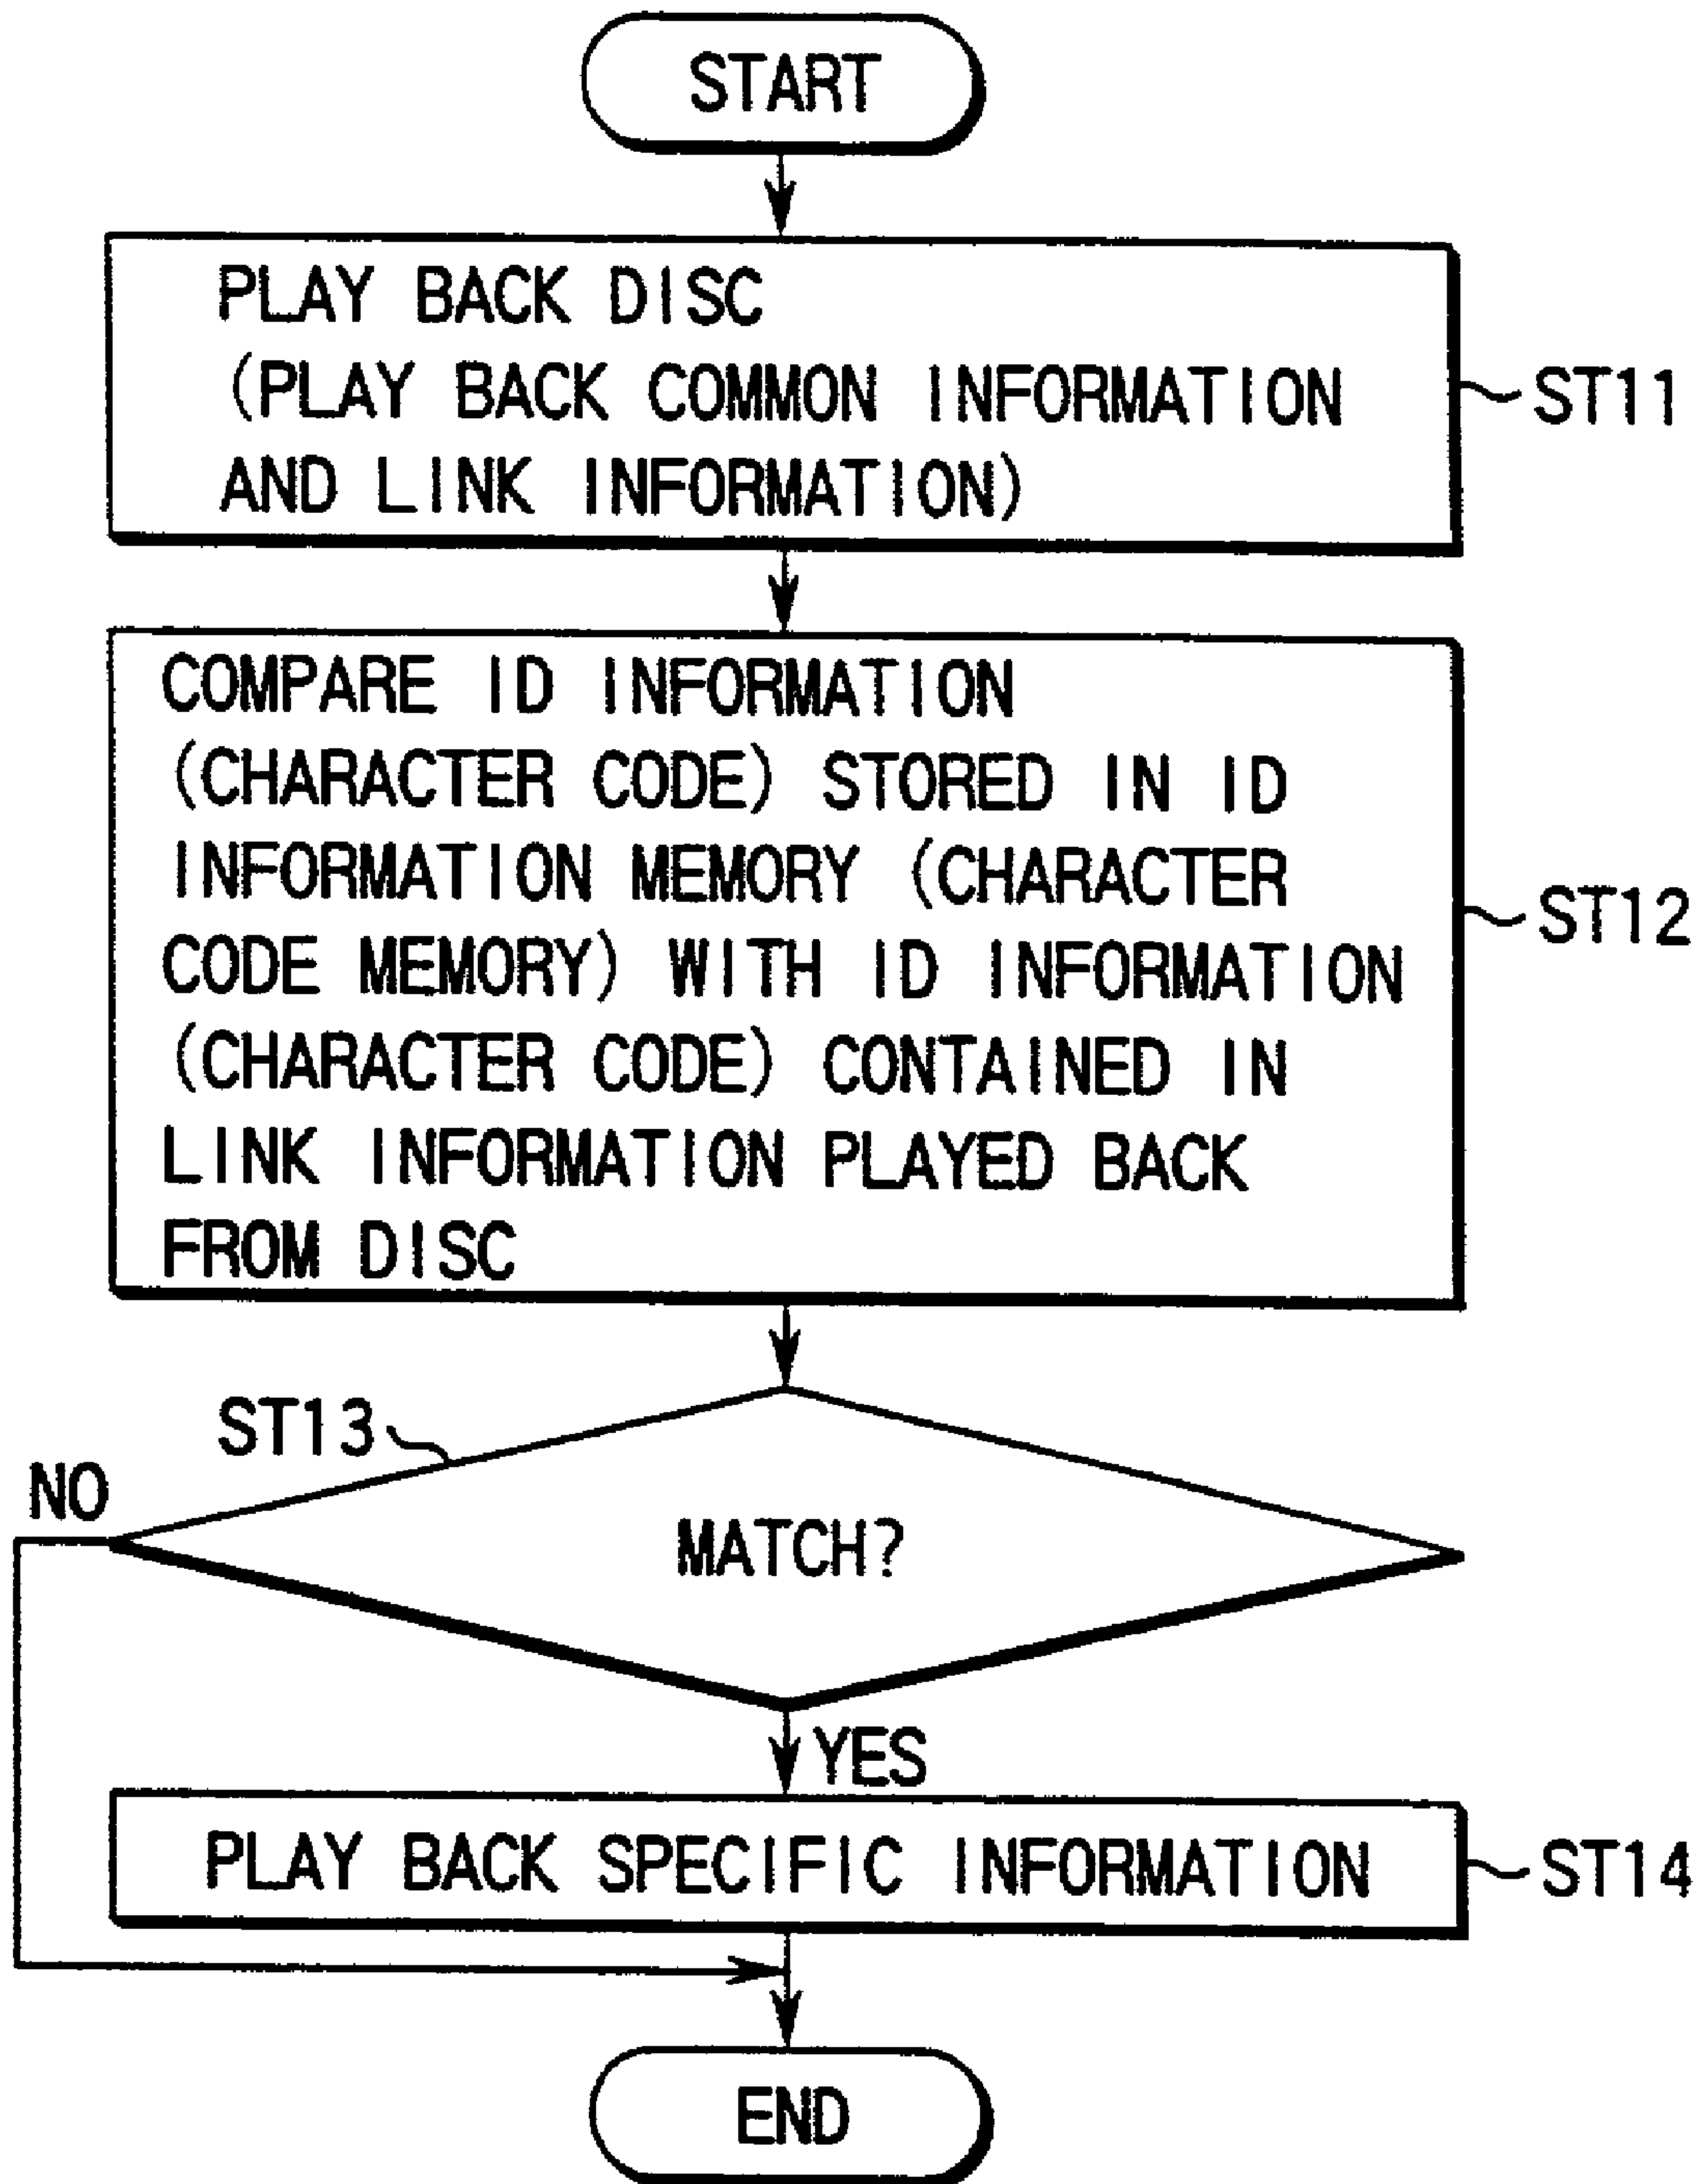 START
PLAY BACK DISC
(PLAY BACK COMMON INFORMATION
AND LINK INFORMATION)
ST11
COMPARE ID INFORMATION
(CHARACTER CODE) STORED IN ID
INFORMATION MEMORY (CHARACTER
CODE MEMORY) WITH ID INFORMATION
(CHARACTER CODE) CONTAINED IN
LINK INFORMATION PLAYED BACK
FROM DISC
ST12
ST13
NO
MATCH?
YES
PLAY BACK SPECIFIC INFORMATION
ST14
END